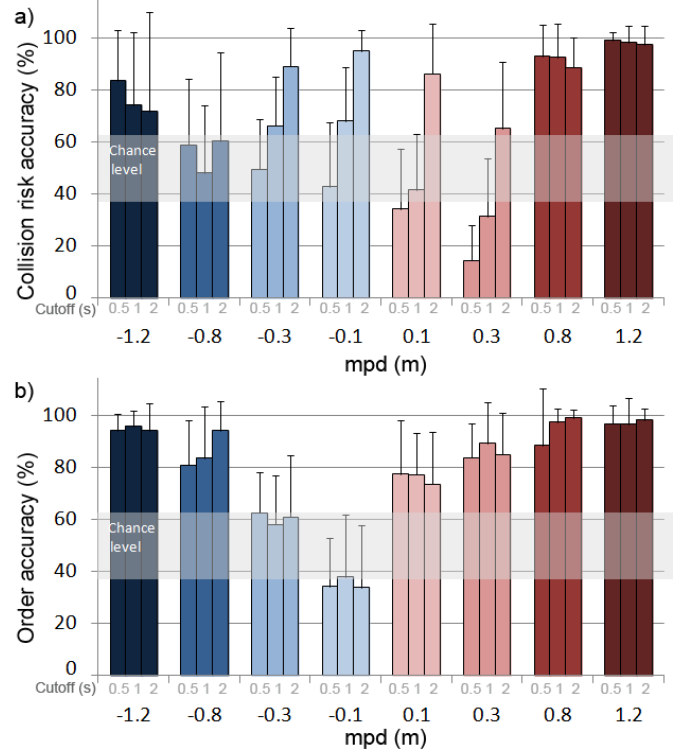 a)
Collision risk accuracy (%)
100
80
60
40
20
0
Chance
level
Cutoff (s) 0.5 1 2 0.5 1 2 0.5 1 2 0.5 1 2 0.5 1 2 0.5 1 2 0.5 1 2 0.5 1 2
-1.2 -0.8 -0.3 -0.1 0.1 0.3 0.8 1.2
mpd (m)
b)
Order accuracy (%)
100
80
60
40
20
0
Chance
level
Cutoff (s) 0.5 1 2 0.5 1 2 0.5 1 2 0.5 1 2 0.5 1 2 0.5 1 2 0.5 1 2 0.5 1 2
-1.2 -0.8 -0.3 -0.1 0.1 0.3 0.8 1.2
mpd (m)